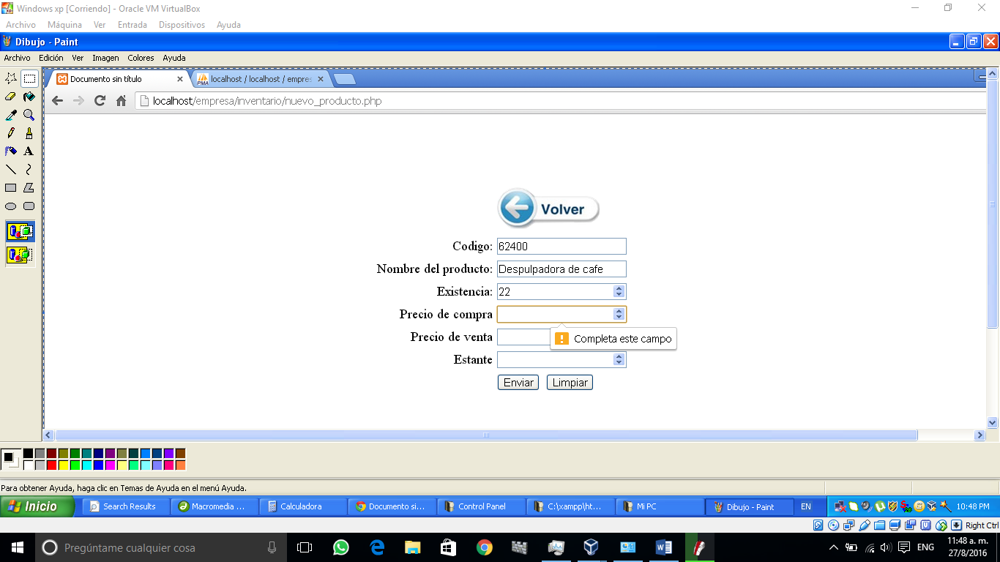 Windows xp [Corriendo] - Oracle VM VirtualBox
Archivo Máquina Ver Entrada Dispositivos Ayuda
Dibujo - Paint
Archivo Edición Ver Imagen Colores Ayuda
Documento sin título
localhost / localhost / empres
PMA
localhost/empresa/inventario/nuevo_producto.php
Volver
Codigo: 62400
Nombre del producto: Despulpadora de cafe
Existencia: 22
Precio de compra
Completa este campo
Precio de venta
Estante
Enviar Limpiar
A
Para obtener Ayuda, haga clic en Temas de Ayuda en el menú Ayuda.
Inicio
Search Results
Macromedia ...
Calculadora
Documento si...
Control Panel
C:\xampp\ht...
Mi PC
Dibujo - Paint
EN
10:48 PM
Right Ctrl
Pregúntame cualquier cosa
ENG
11:48 a. m.
27/8/2016